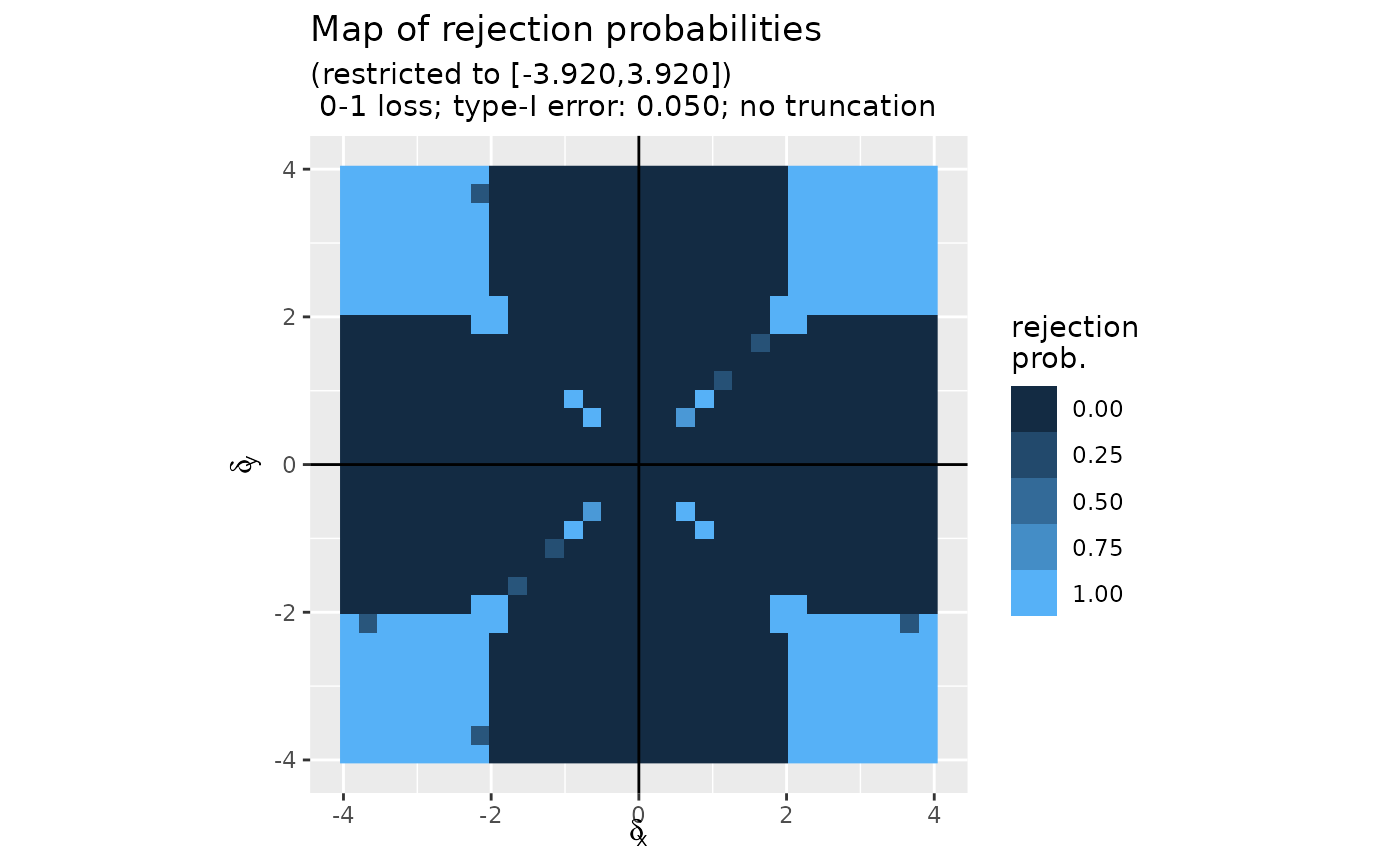 Map of rejection probabilities
(restricted to [-3.920,3.920])
0-1 loss; type-I error: 0.050; no truncation
4
2
0
-2
-4
δy
-4 -2 0 2 4
δx
rejection
prob.
0.00
0.25
0.50
0.75
1.00